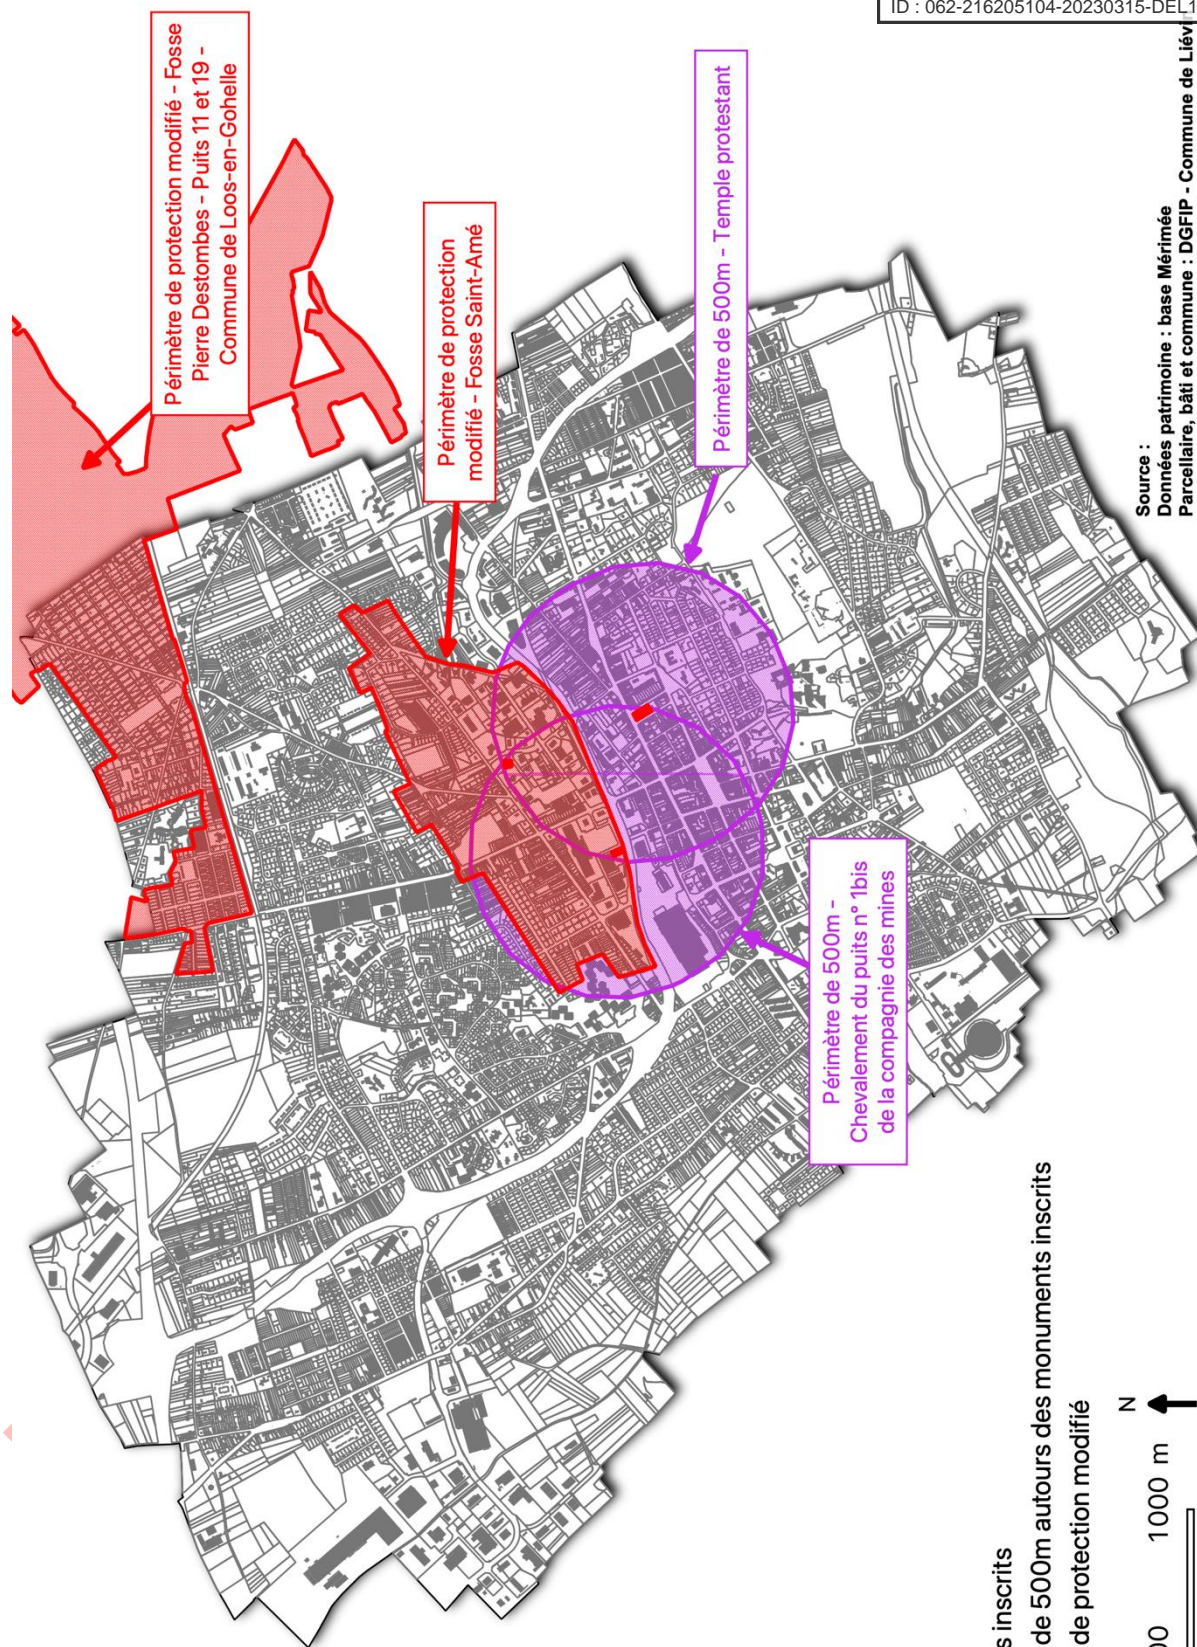 ID : 062-216205104-20230315-DEL1
Périmètre de protection modifié - Fosse
Pierre Destombes - Puits 11 et 19 -
Commune de Loos-en-Gohelle
Périmètre de protection
modifié - Fosse Saint-Amé
Périmètre de 500m - Temple protestant
Périmètre de 500m -
Chevalement du puits n° 1bis
de la compagnie des mines
s inscrits
de 500m autours des monuments inscrits
de protection modifié
N
00
1000 m
Source :
Données patrimoine : base Mérimée
Parcellaire, bâti et commune : DGFIP - Commune de Liévin